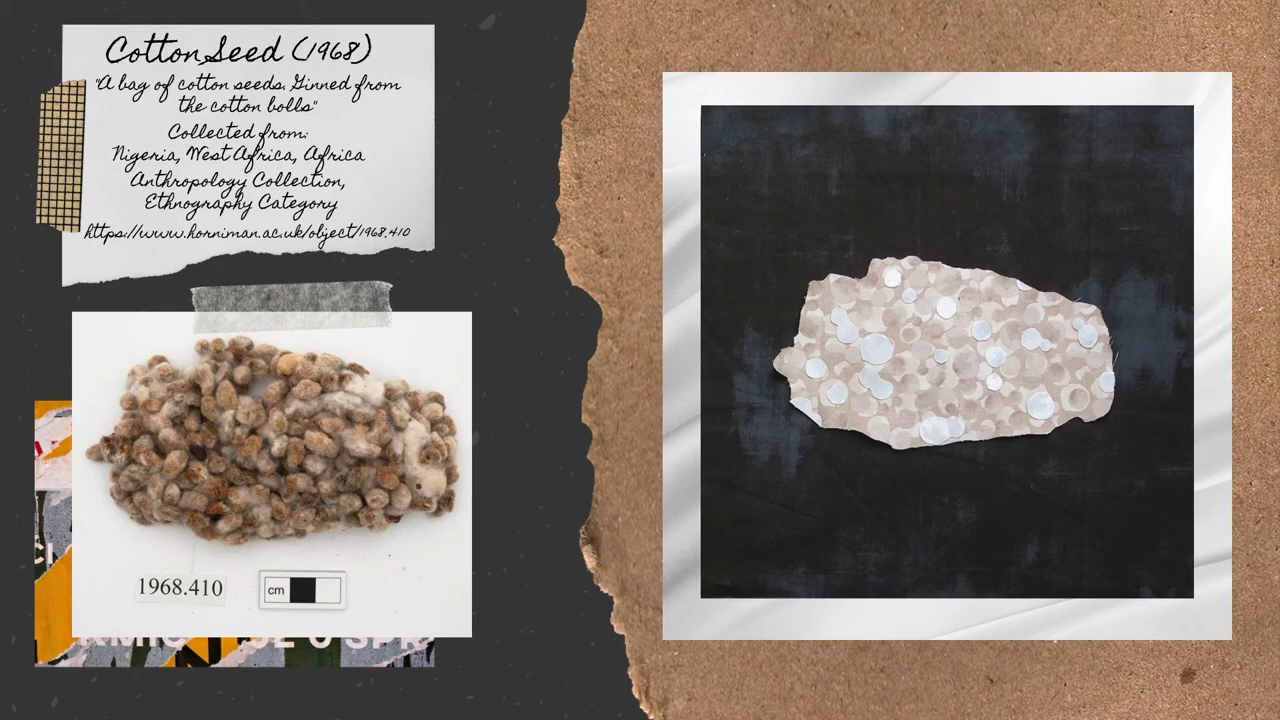 Cotton Seed (1968)
"A bag of cotton seeds. Ginned from
the cotton bolls"
Collected from:
Nigeria, West Africa, Africa
Anthropology Collection,
Ethnography Category
https://www.horniman.ac.uk/object/1968.410
1968.410
cm